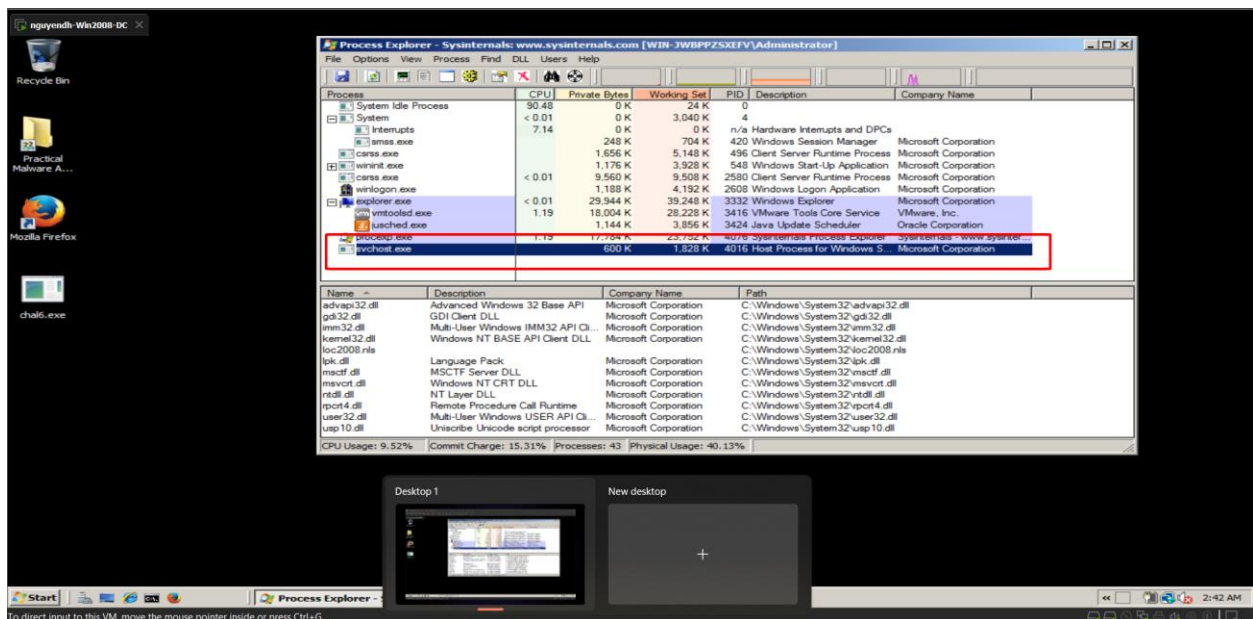 nguyendh-Win2008-DC
Recycle Bin
Practical
Malware A...
Mozilla Firefox
chal6.exe
Process Explorer - Sysinternals: www.sysinternals.com [WIN-JWBPPZSXEFV\Administrator]
File Options View Process Find DLL Users Help
Process CPU Private Bytes Working Set PID Description Company Name
System Idle Process 90.48 0 K 24 K 0
System < 0.01 0 K 3,040 K 4
Interrupts 7.14 0 K 0 K n/a Hardware Interrupts and DPCs
smss.exe 248 K 704 K 420 Windows Session Manager Microsoft Corporation
csrss.exe 1,656 K 5,148 K 496 Client Server Runtime Process Microsoft Corporation
wininit.exe 1,176 K 3,928 K 548 Windows Start-Up Application Microsoft Corporation
csrss.exe < 0.01 9,560 K 9,508 K 2580 Client Server Runtime Process Microsoft Corporation
winlogon.exe 1,188 K 4,192 K 2608 Windows Logon Application Microsoft Corporation
explorer.exe < 0.01 29,944 K 39,248 K 3332 Windows Explorer Microsoft Corporation
vmtoolsd.exe 1.19 18,004 K 28,228 K 3416 VMware Tools Core Service VMware, Inc.
jusched.exe 1,144 K 3,856 K 3424 Java Update Scheduler Oracle Corporation
procexp.exe 1.19 17,784 K 23,752 K 4076 Sysinternals Process Explorer Sysinternals - www.sysinter...
svchost.exe 600 K 1,828 K 4016 Host Process for Windows S... Microsoft Corporation
Name Description Company Name Path
advapi32.dll Advanced Windows 32 Base API Microsoft Corporation C:\Windows\System32\advapi32.dll
gdi32.dll GDI Client DLL Microsoft Corporation C:\Windows\System32\gdi32.dll
imm32.dll Multi-User Windows IMM32 API Cli... Microsoft Corporation C:\Windows\System32\imm32.dll
kernel32.dll Windows NT BASE API Client DLL Microsoft Corporation C:\Windows\System32\kernel32.dll
loc2008.nls C:\Windows\System32\loc2008.nls
lpk.dll Language Pack Microsoft Corporation C:\Windows\System32\lpk.dll
msctf.dll MSCTF Server DLL Microsoft Corporation C:\Windows\System32\msctf.dll
msvcrt.dll Windows NT CRT DLL Microsoft Corporation C:\Windows\System32\msvcrt.dll
ntdll.dll NT Layer DLL Microsoft Corporation C:\Windows\System32\ntdll.dll
rpcrt4.dll Remote Procedure Call Runtime Microsoft Corporation C:\Windows\System32\rpcrt4.dll
user32.dll Multi-User Windows USER API Cli... Microsoft Corporation C:\Windows\System32\user32.dll
usp10.dll Uniscribe Unicode script processor Microsoft Corporation C:\Windows\System32\usp10.dll
CPU Usage: 9.52% Commit Charge: 15.31% Processes: 43 Physical Usage: 40.13%
Desktop 1 New desktop
Start Process Explorer - 2:42 AM
To direct input to this VM, move the mouse pointer inside or press Ctrl+G.